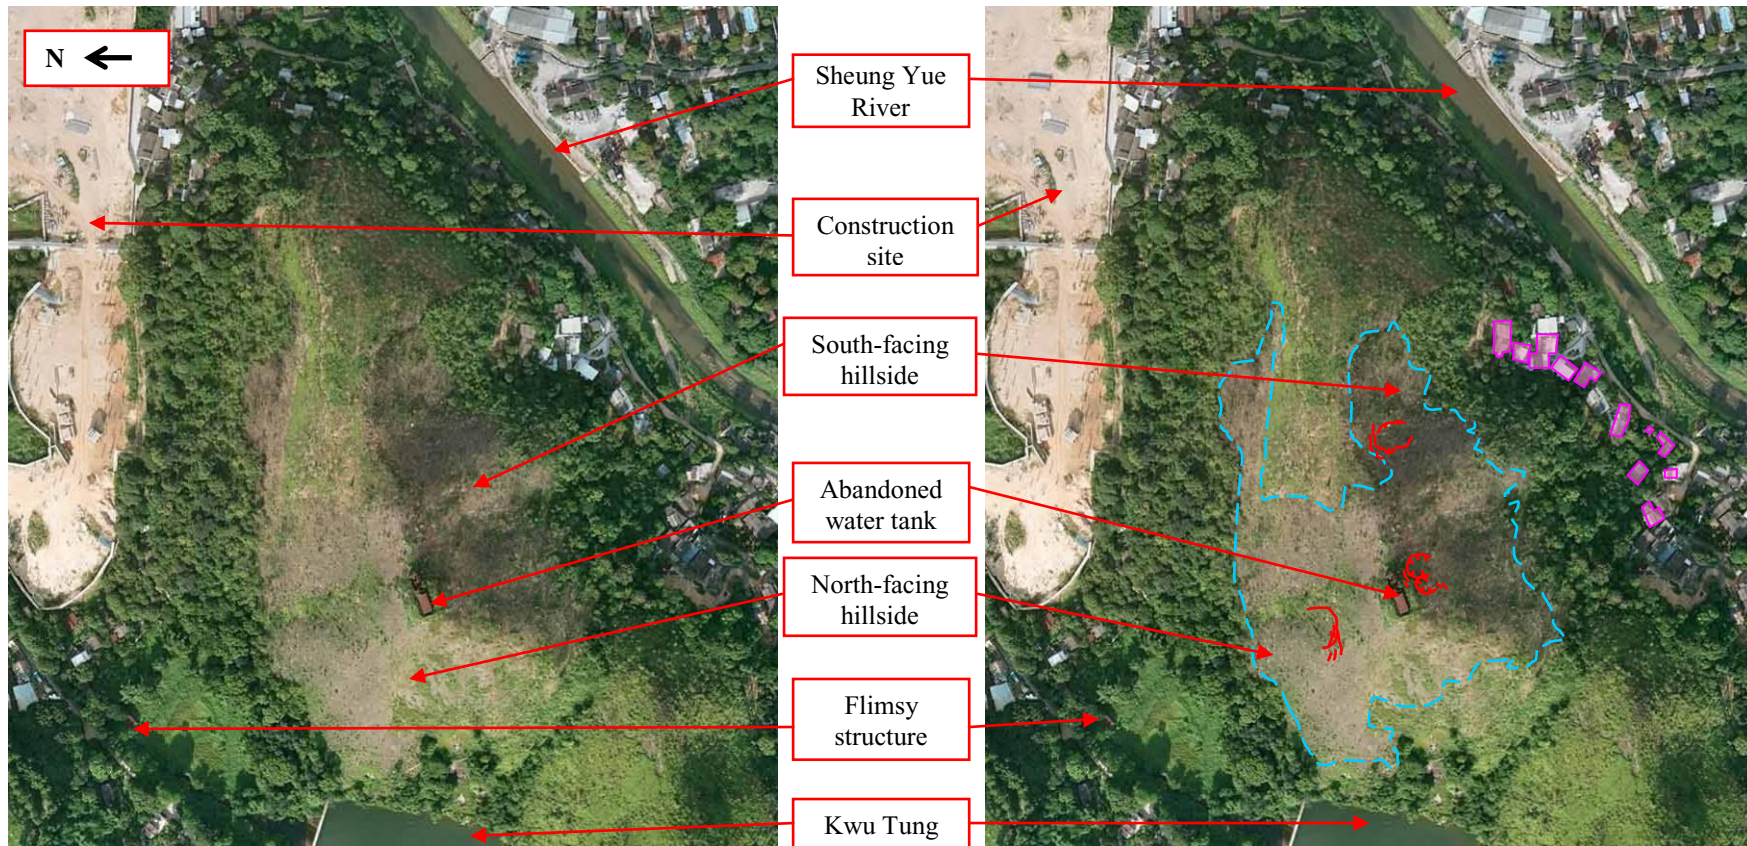 N
Sheung Yue
River
Construction
site
South-facing
hillside
Abandoned
water tank
North-facing
hillside
Flimsy
structure
Kwu Tung